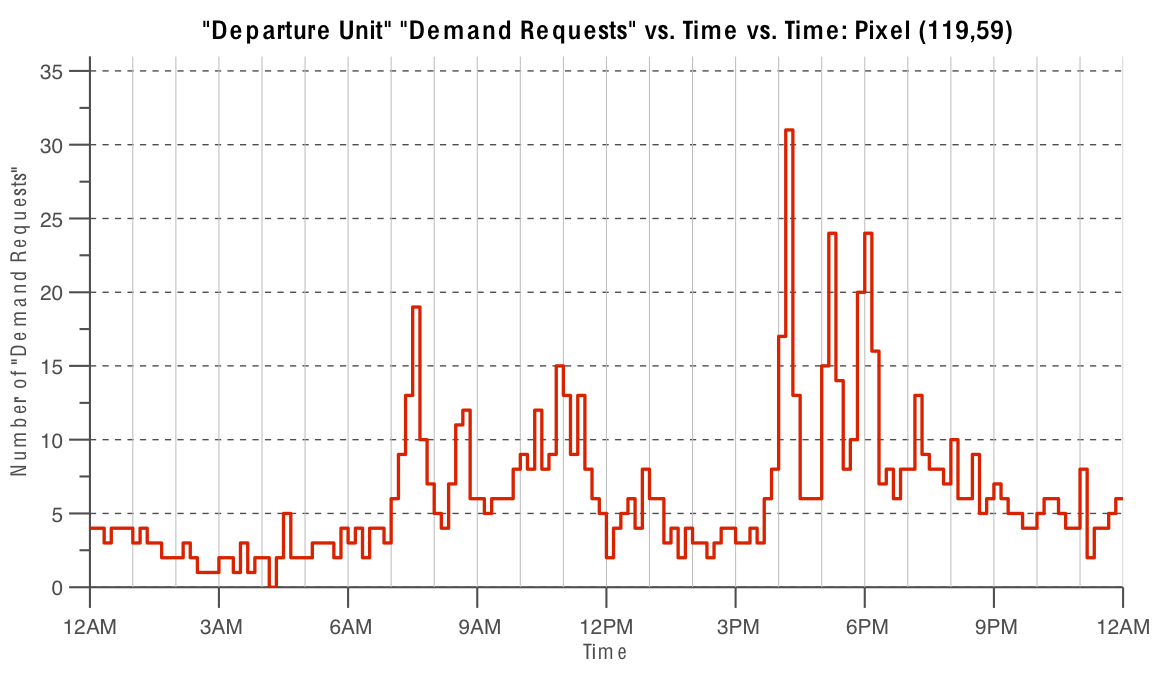 "Departure Unit" "Demand Requests" vs. Time vs. Time: Pixel (119,59)
Number of "Demand Requests"
35
30
25
20
15
10
5
0
12AM 3AM 6AM 9AM 12PM 3PM 6PM 9PM 12AM
Time